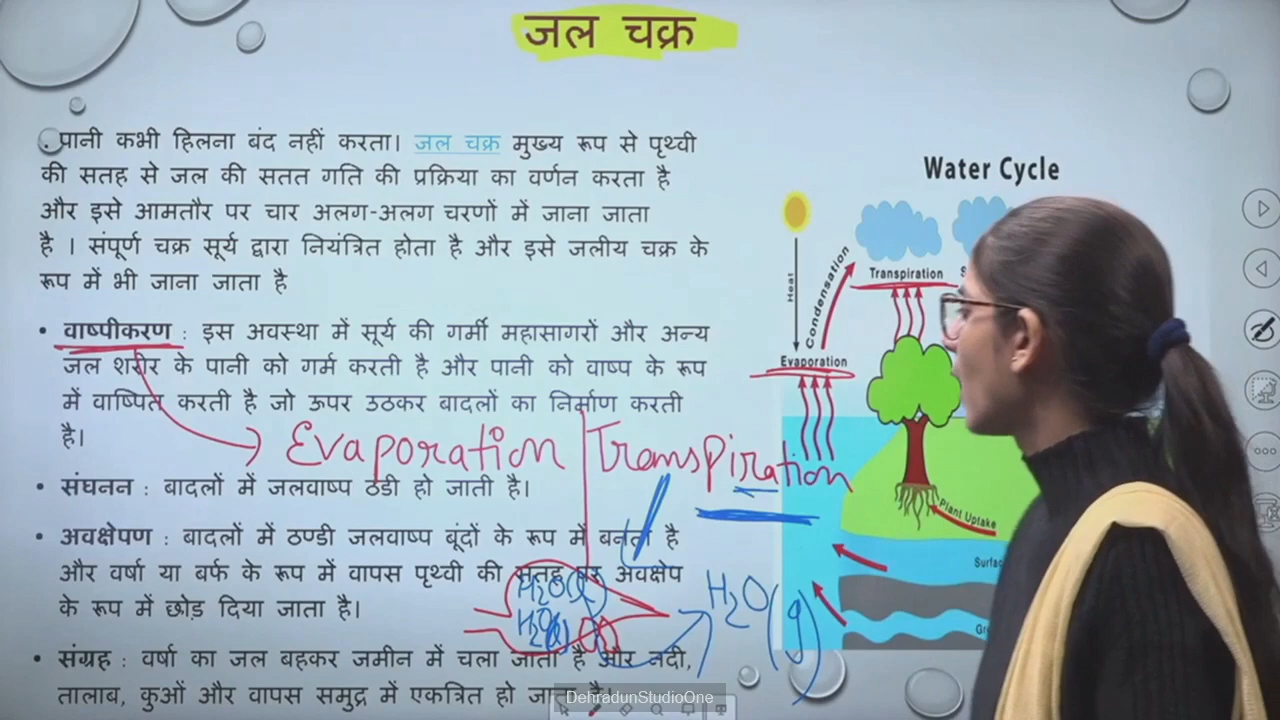 जल चक्र
. पानी कभी हिलना बंद नहीं करता। जल चक्र मुख्य रूप से पृथ्वी
की सतह से जल की सतत गति की प्रक्रिया का वर्णन करता है
और इसे आमतौर पर चार अलग-अलग चरणों में जाना जाता
है । संपूर्ण चक्र सूर्य द्वारा नियंत्रित होता है और इसे जलीय चक्र के
रूप में भी जाना जाता है
• वाष्पीकरण : इस अवस्था में सूर्य की गर्मी महासागरों और अन्य
जल शरीर के पानी को गर्म करती है और पानी को वाष्प के रूप
में वाष्पित करती है जो ऊपर उठकर बादलों का निर्माण करती
है।
Evaporation
Transpiration
• संघनन : बादलों में जलवाष्प ठंडी हो जाती है।
• अवक्षेपण : बादलों में ठण्डी जलवाष्प बूंदों के रूप में बनता है
और वर्षा या बर्फ के रूप में वापस पृथ्वी की सतह पर अवक्षेप
के रूप में छोड़ दिया जाता है।
H2O(l)
H2O(g)
• संग्रह : वर्षा का जल बहकर जमीन में चला जाता है और नदी,
तालाब, कुओं और वापस समुद्र में एकत्रित हो जाता है।
Water Cycle
Heat
Condensation
Transpiration
Evaporation
Plant Uptake
DehradunStudioOne